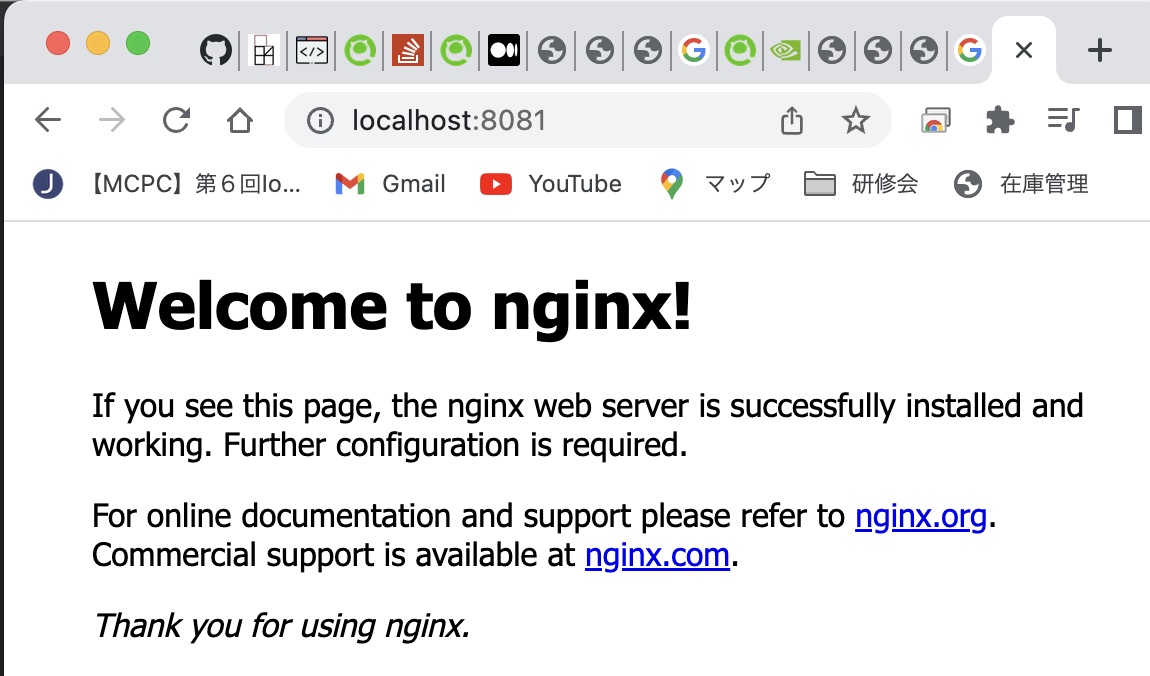 localhost:8081
【MCPC】第６回Io... Gmail YouTube マップ 研修会 在庫管理
Welcome to nginx!
If you see this page, the nginx web server is successfully installed and
working. Further configuration is required.
For online documentation and support please refer to nginx.org.
Commercial support is available at nginx.com.
Thank you for using nginx.